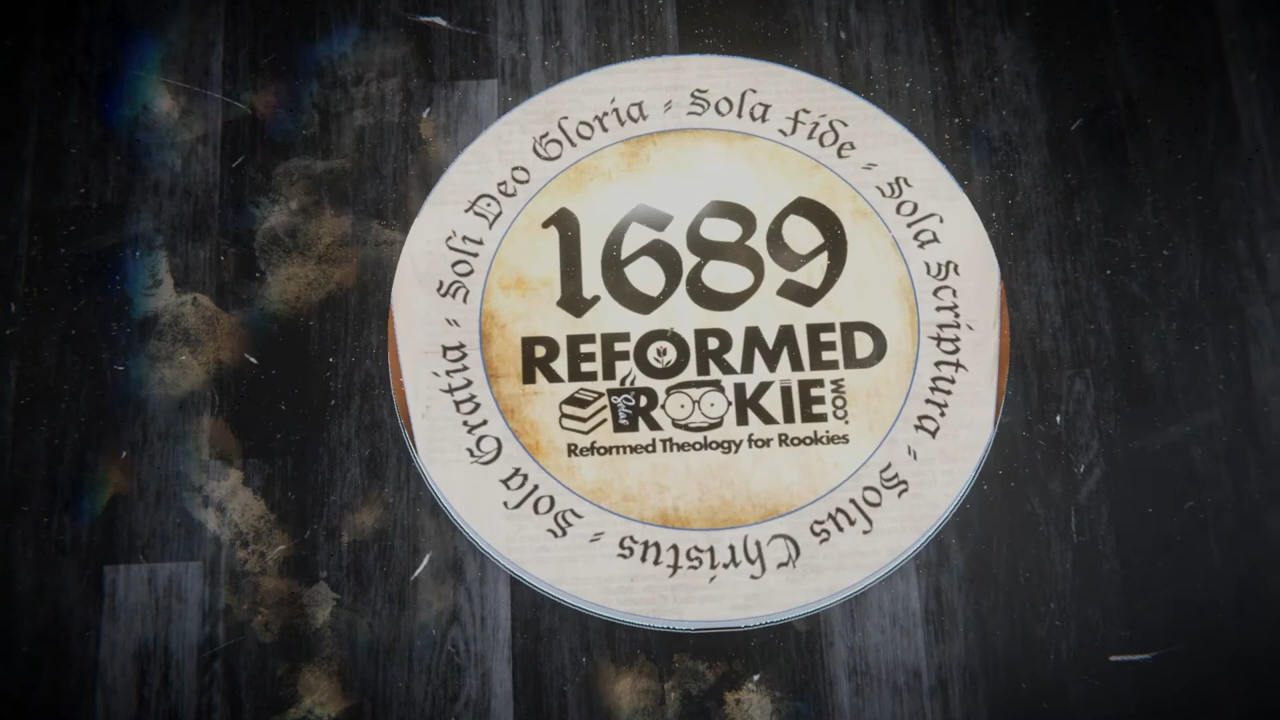 Sola Fide - Sola Scriptura - Solus Christus - Sola Gratia - Soli Deo Gloria -
1689
REFORMED
Solas
ROOKIE.COM
Reformed Theology for Rookies